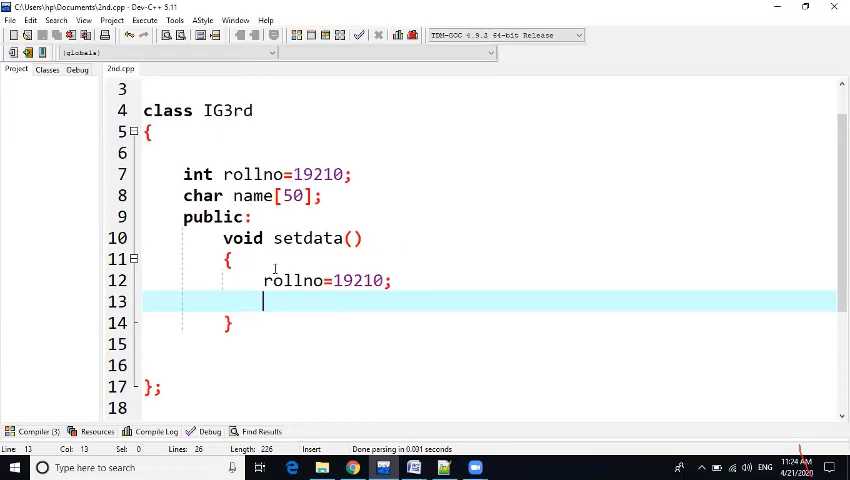 C:\Users\hp\Documents\2nd.cpp - Dev-C++ 5.11
File Edit Search View Project Execute Tools AStyle Window Help
TDM-GCC 4.9.2 64-bit Release
(globals)
Project Classes Debug 2nd.cpp
3
4 class IG3rd
5 {
6
7 int rollno=19210;
8 char name[50];
9 public:
10 void setdata()
11 {
12 rollno=19210;
13
14 }
15
16
17 };
18
Compiler (3) Resources Compile Log Debug Find Results
Line: 13 Col: 13 Sel: 0 Lines: 26 Length: 226 Insert Done parsing in 0.031 seconds
Type here to search DEV ENG 11:24 AM
4/21/2020